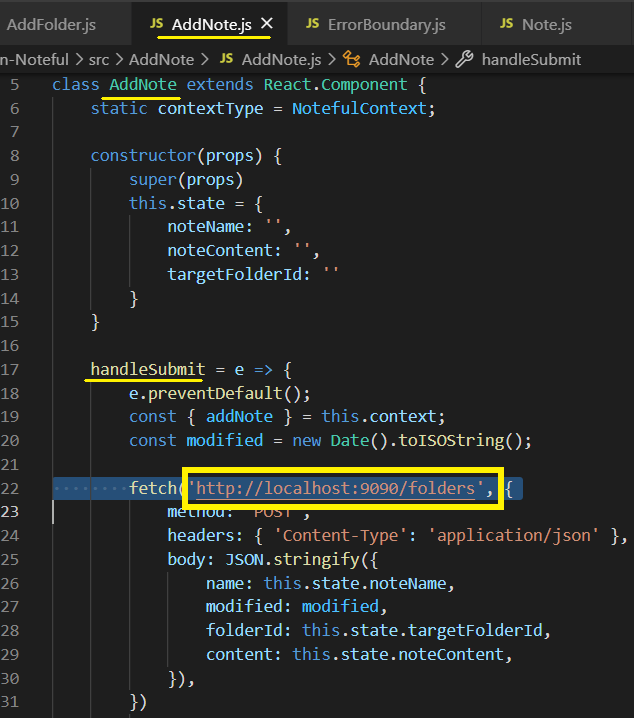 AddFolder.js JS AddNote.js × JS ErrorBoundary.js JS Note.js
n-Noteful > src > AddNote > JS AddNote.js > AddNote > handleSubmit
5 class AddNote extends React.Component {
6 static contextType = NotefulContext;
7
8 constructor(props) {
9 super(props)
10 this.state = {
11 noteName: '',
12 noteContent: '',
13 targetFolderId: ''
14 }
15 }
16
17 handleSubmit = e => {
18 e.preventDefault();
19 const { addNote } = this.context;
20 const modified = new Date().toISOString();
21
22 fetch('http://localhost:9090/folders', {
23 method: 'POST',
24 headers: { 'Content-Type': 'application/json' },
25 body: JSON.stringify({
26 name: this.state.noteName,
27 modified: modified,
28 folderId: this.state.targetFolderId,
29 content: this.state.noteContent,
30 }),
31 })